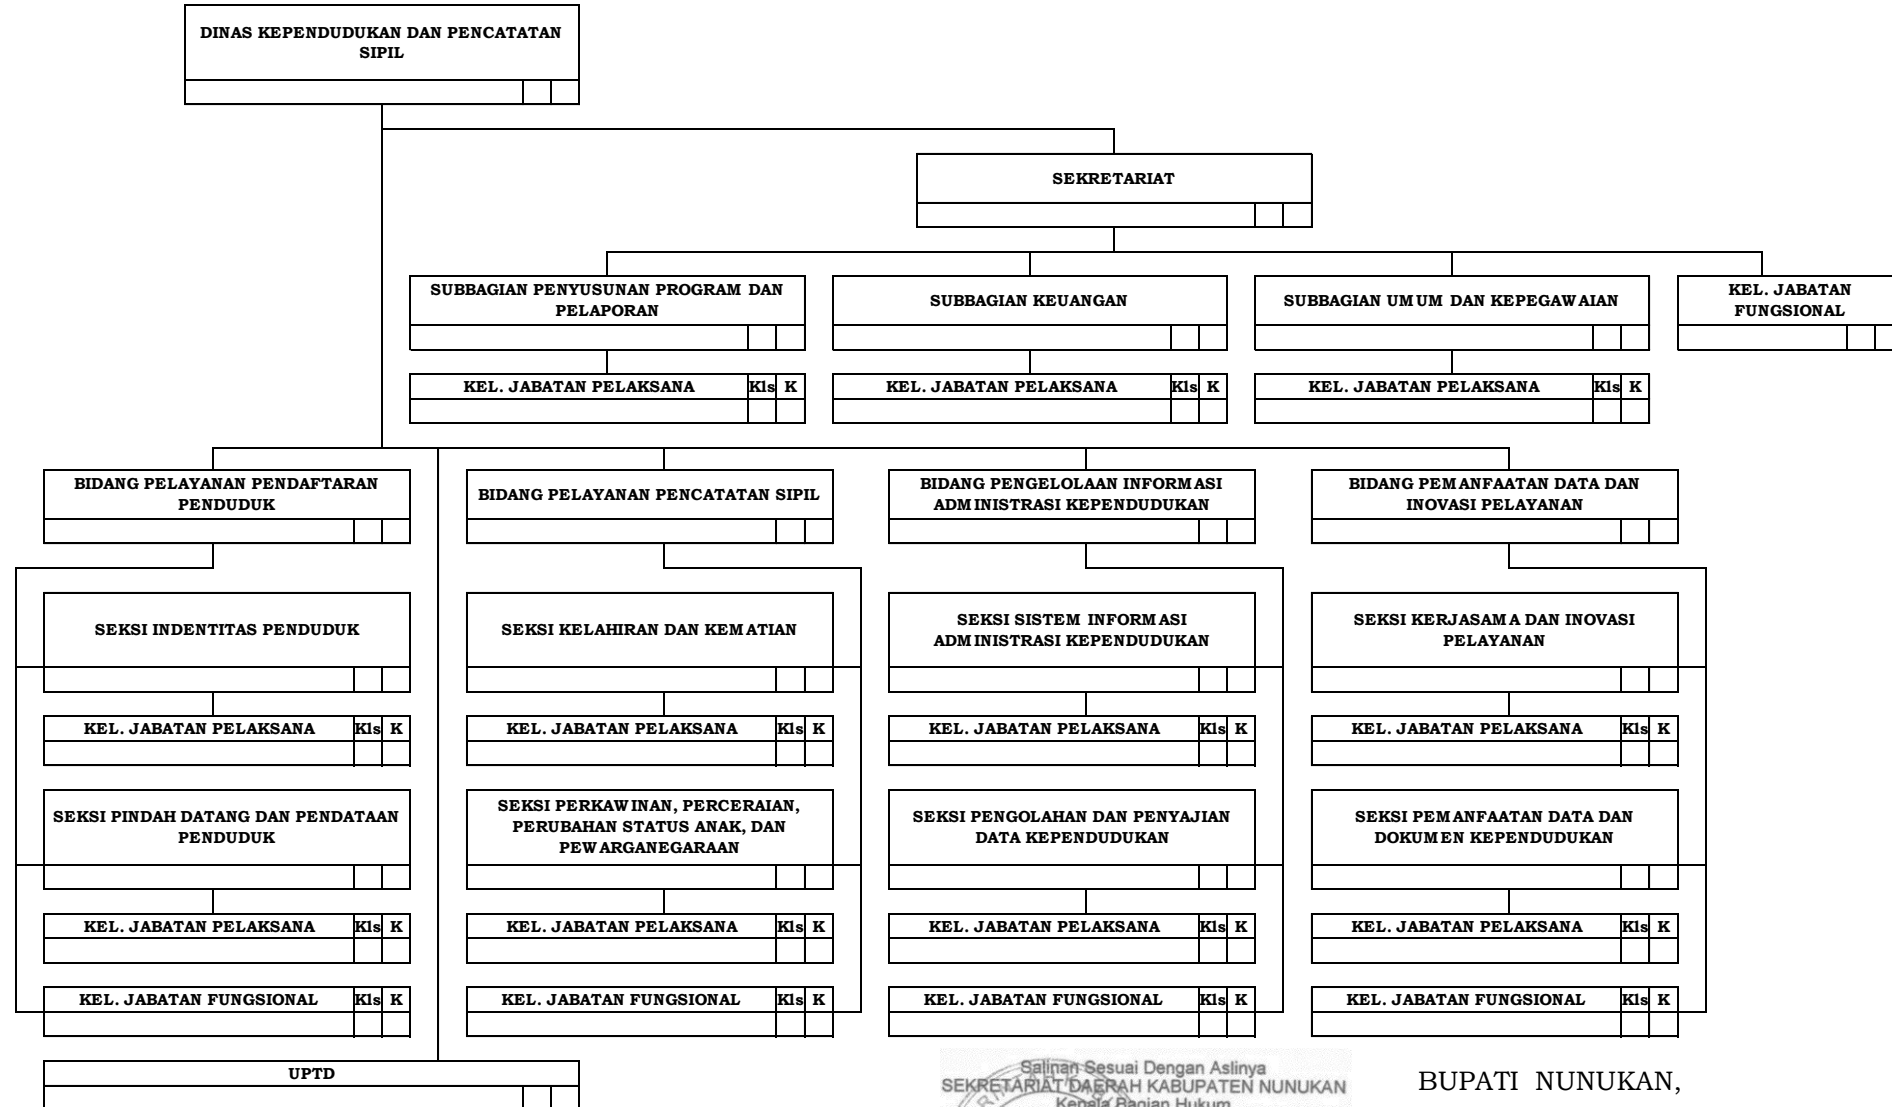 DINAS KEPENDUDUKAN DAN PENCATATAN
SIPIL
SEKRETARIAT
SUBBAGIAN PENYUSUNAN PROGRAM DAN
PELAPORAN
SUBBAGIAN KEUANGAN
SUBBAGIAN UMUM DAN KEPEGAWAIAN
KEL. JABATAN
FUNGSIONAL
KEL. JABATAN PELAKSANA Kls K
KEL. JABATAN PELAKSANA Kls K
KEL. JABATAN PELAKSANA Kls K
BIDANG PELAYANAN PENDAFTARAN
PENDUDUK
BIDANG PELAYANAN PENCATATAN SIPIL
BIDANG PENGELOLAAN INFORMASI
ADMINISTRASI KEPENDUDUKAN
BIDANG PEMANFAATAN DATA DAN
INOVASI PELAYANAN
SEKSI INDENTITAS PENDUDUK
SEKSI KELAHIRAN DAN KEMATIAN
SEKSI SISTEM INFORMASI
ADMINISTRASI KEPENDUDUKAN
SEKSI KERJASAMA DAN INOVASI
PELAYANAN
KEL. JABATAN PELAKSANA Kls K
KEL. JABATAN PELAKSANA Kls K
KEL. JABATAN PELAKSANA Kls K
KEL. JABATAN PELAKSANA Kls K
SEKSI PINDAH DATANG DAN PENDATAAN
PENDUDUK
SEKSI PERKAWINAN, PERCERAIAN,
PERUBAHAN STATUS ANAK, DAN
PEWARGANEGARAAN
SEKSI PENGOLAHAN DAN PENYAJIAN
DATA KEPENDUDUKAN
SEKSI PEMANFAATAN DATA DAN
DOKUMEN KEPENDUDUKAN
KEL. JABATAN PELAKSANA Kls K
KEL. JABATAN PELAKSANA Kls K
KEL. JABATAN PELAKSANA Kls K
KEL. JABATAN PELAKSANA Kls K
KEL. JABATAN FUNGSIONAL Kls K
KEL. JABATAN FUNGSIONAL Kls K
KEL. JABATAN FUNGSIONAL Kls K
KEL. JABATAN FUNGSIONAL Kls K
UPTD
Salinan Sesuai Dengan Aslinya
SEKRETARIAT DAERAH KABUPATEN NUNUKAN
Kepala Bagian Hukum
BUPATI NUNUKAN,